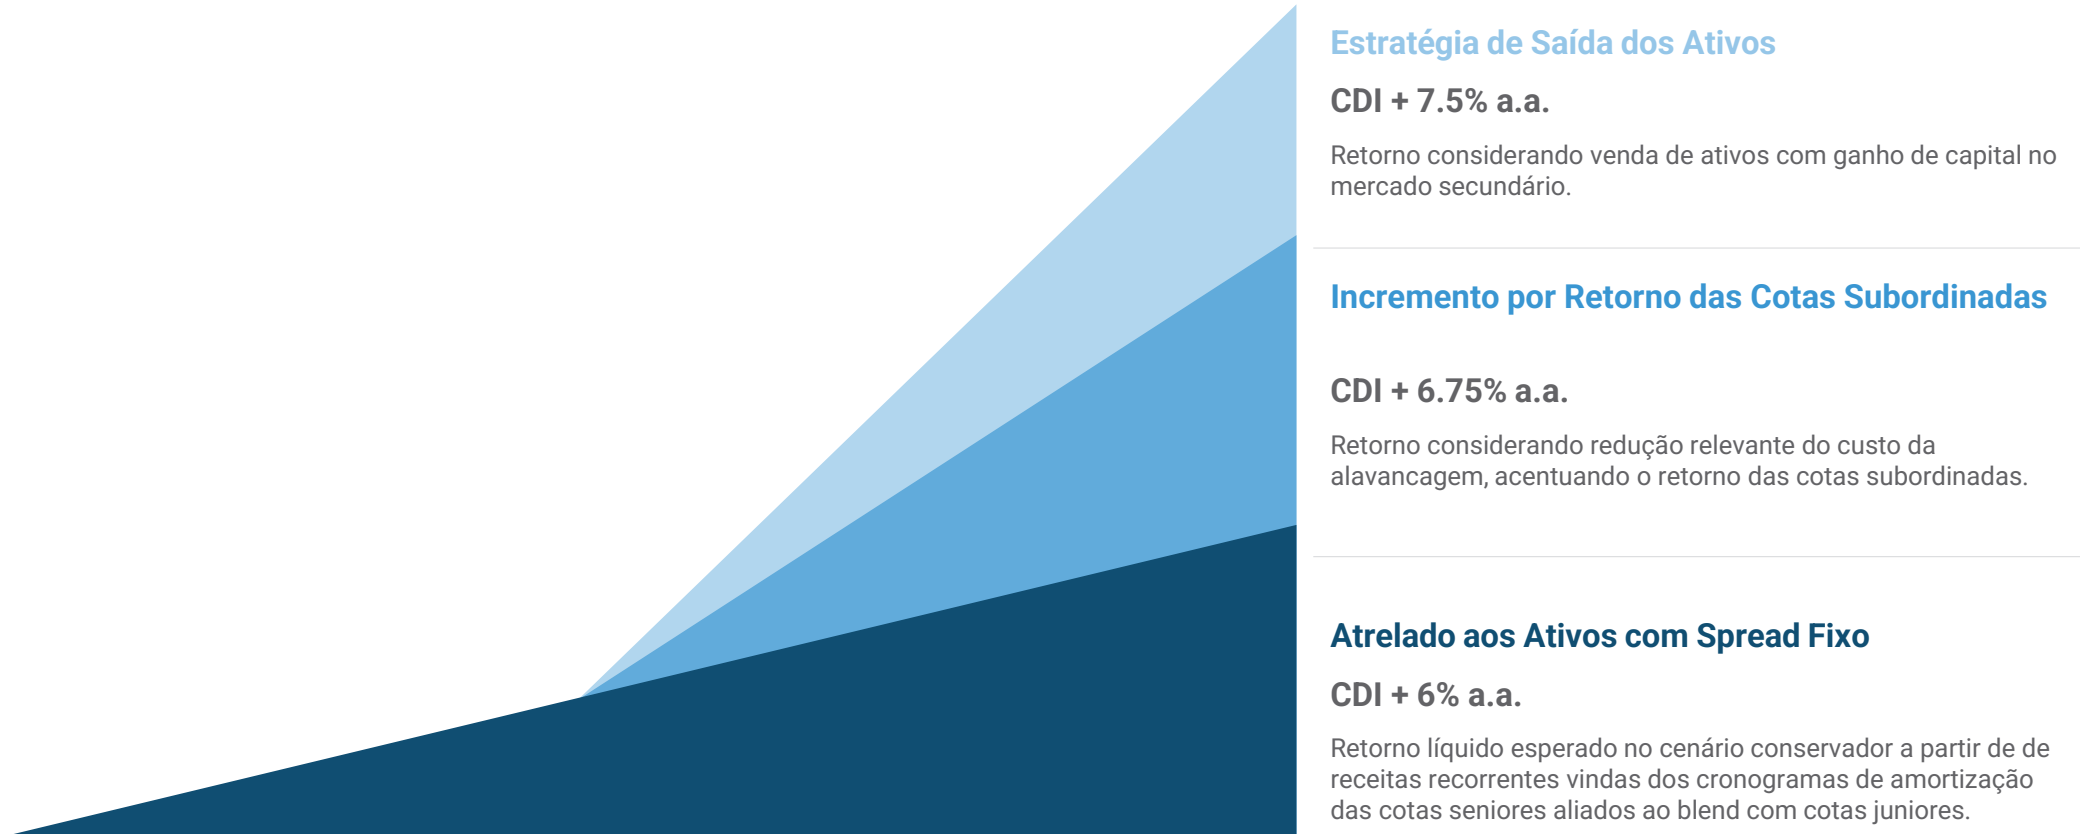 Estratégia de Saída dos Ativos
CDI + 7.5% a.a.
Retorno considerando venda de ativos com ganho de capital no
mercado secundário.
Incremento por Retorno das Cotas Subordinadas
CDI + 6.75% a.a.
Retorno considerando redução relevante do custo da
alavancagem, acentuando o retorno das cotas subordinadas.
Atrelado aos Ativos com Spread Fixo
CDI + 6% a.a.
Retorno líquido esperado no cenário conservador a partir de de
receitas recorrentes vindas dos cronogramas de amortização
das cotas seniores aliados ao blend com cotas juniores.